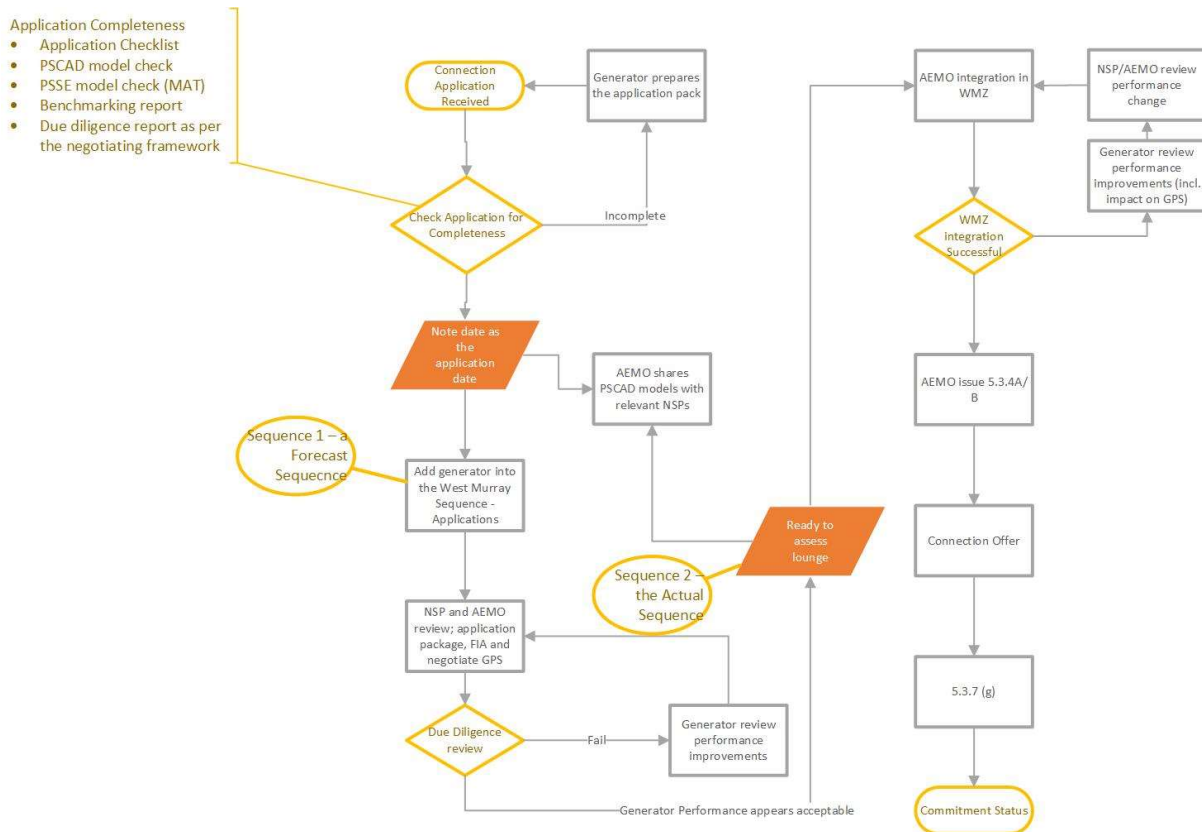 Application Completeness
• Application Checklist
• PSCAD model check
• PSSE model check (MAT)
• Benchmarking report
• Due diligence report as per
the negotiating framework
Connection
Application
Received
Generator prepares
the application pack
Check Application for
Completeness
Incomplete
Note date as
the
application
date
AEMO shares
PSCAD models with
relevant NSPs
Sequence 1 – a
Forecast
Sequecnce
Add generator into
the West Murray
Sequence -
Applications
NSP and AEMO
review; application
package, FIA and
negotiate GPS
Due Diligence
review
Fail
Generator review
performance
improvements
Generator Performance appears acceptable
Ready to
assess
lounge
Sequence 2 –
the Actual
Sequence
AEMO integration in
WMZ
NSP/AEMO review
performance
change
Generator review
performance
improvements (incl.
impact on GPS)
WMZ
integration
Successful
AEMO issue 5.3.4A/
B
Connection Offer
5.3.7 (g)
Commitment Status